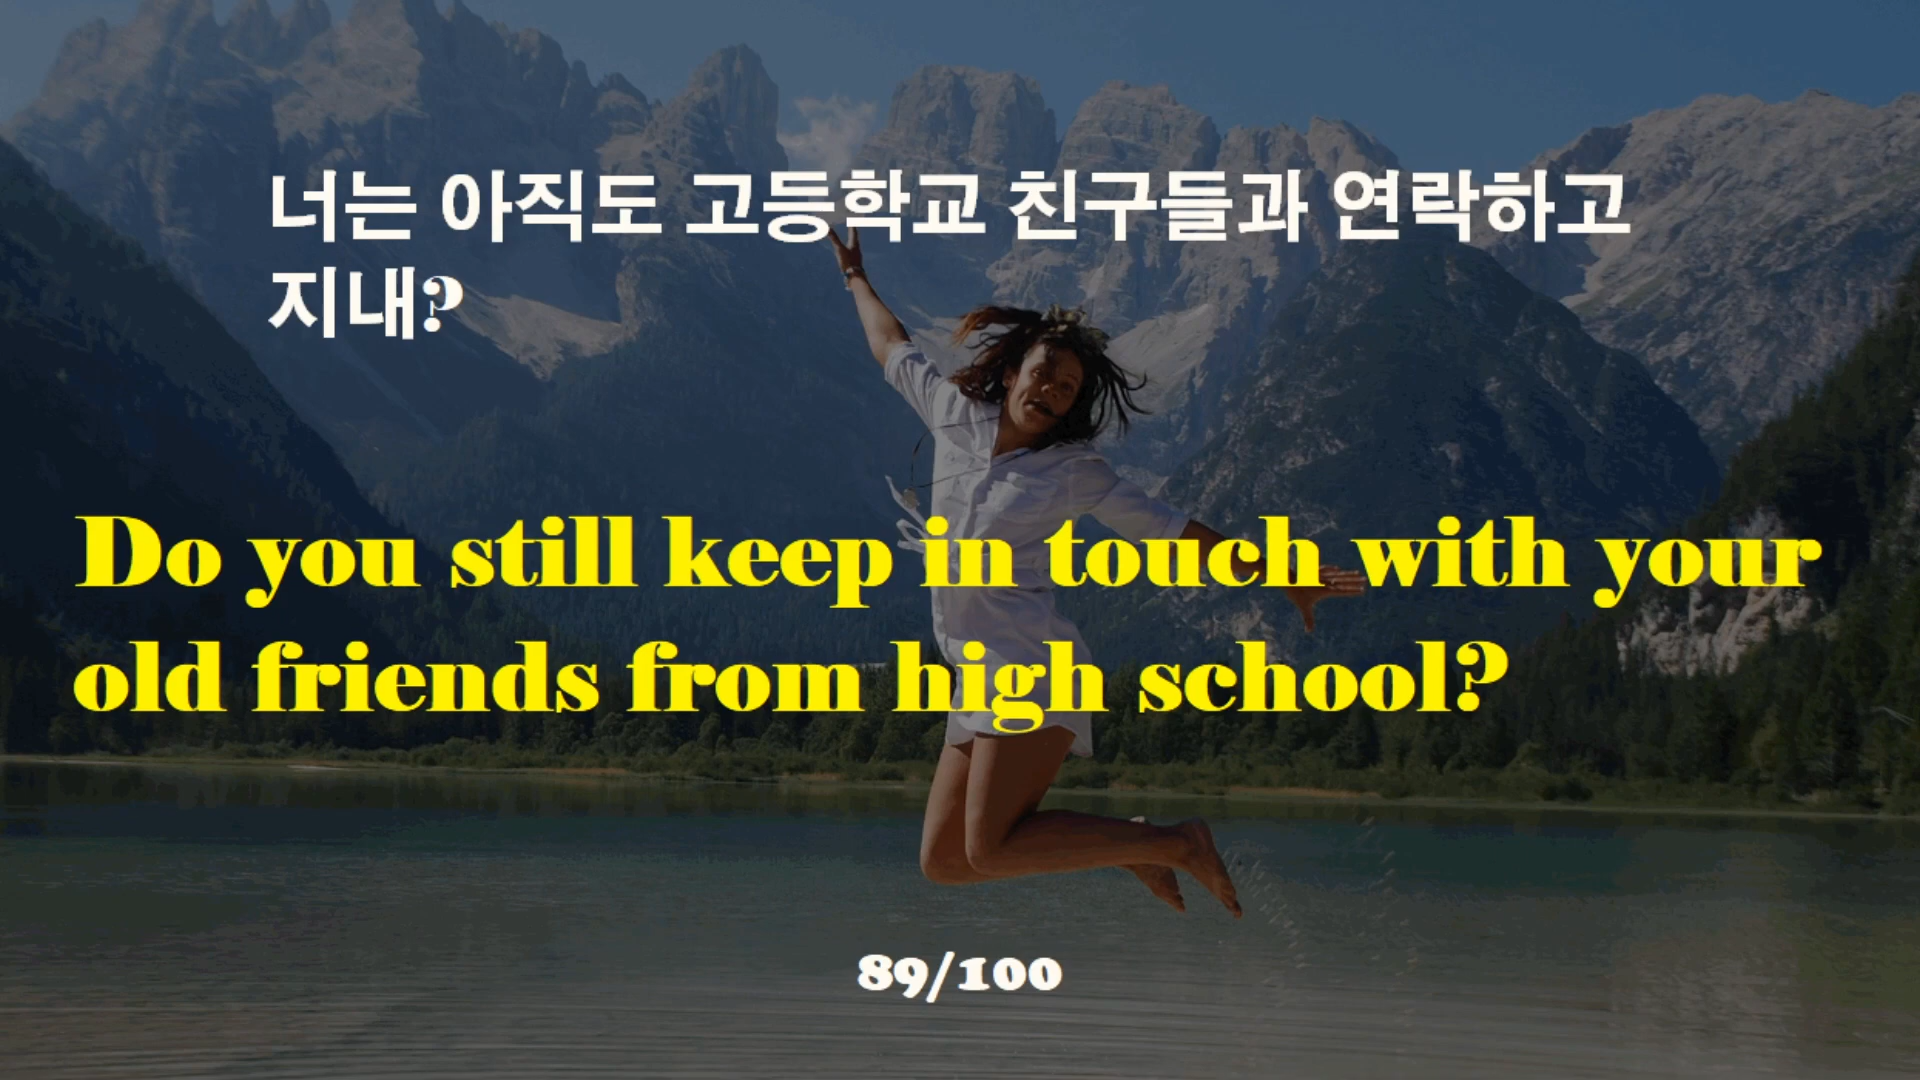 너는 아직도 고등학교 친구들과 연락하고
지내?
Do you still keep in touch with your
old friends from high school?
89/100